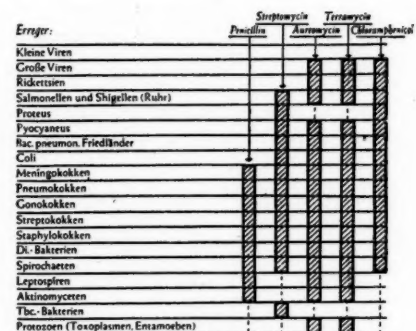 Streptomycin Terramycin
Erreger: Penicillin Aureomycin Chloramphenicol
Kleine Viren
Große Viren
Rickettsien
Salmonellen und Shigellen (Ruhr)
Proteus
Pyocyaneus
Bac. pneumon. Friedländer
Coli
Meningokokken
Pneumokokken
Gonokokken
Streptokokken
Staphylokokken
Di.-Bakterien
Spirochaeten
Leptospiren
Aktinomyceten
Tbc.-Bakterien
Protozoen (Toxoplasmen, Entamoeben)